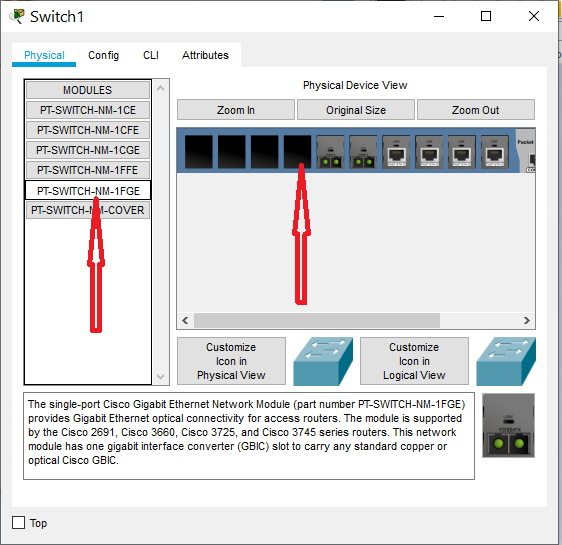 Switch1
Physical Config CLI Attributes
MODULES
PT-SWITCH-NM-1CE
PT-SWITCH-NM-1CFE
PT-SWITCH-NM-1CGE
PT-SWITCH-NM-1FFE
PT-SWITCH-NM-1FGE
PT-SWITCH-NM-COVER
Physical Device View
Zoom In Original Size Zoom Out
Packet
Customize
Icon in
Physical View
Customize
Icon in
Logical View
The single-port Cisco Gigabit Ethernet Network Module (part number PT-SWITCH-NM-1FGE)
provides Gigabit Ethernet optical connectivity for access routers. The module is supported
by the Cisco 2691, Cisco 3660, Cisco 3725, and Cisco 3745 series routers. This network
module has one gigabit interface converter (GBIC) slot to carry any standard copper or
optical Cisco GBIC.
Top